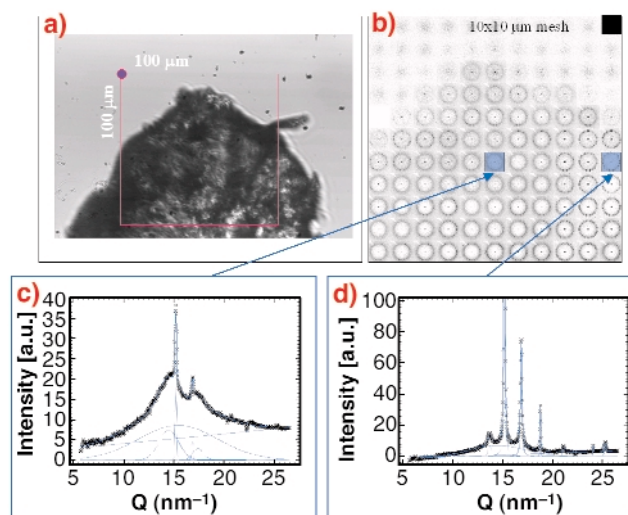 a)
100 μm
100 μm
b)
10x10 μm mesh
c)
40
35
30
25
20
15
10
5
0
Intensity [a.u.]
5 10 15 20 25
Q (nm⁻¹)
d)
100
80
60
40
20
0
Intensity [a.u.]
5 10 15 20 25
Q (nm⁻¹)